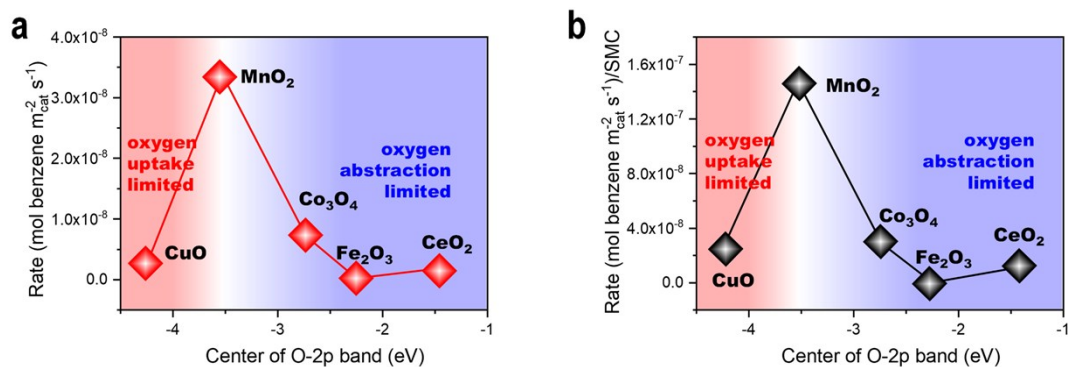 a
Rate (mol benzene m⁻²cat s⁻¹)
4.0x10⁻⁸
3.0x10⁻⁸
2.0x10⁻⁸
1.0x10⁻⁸
0.0
MnO₂
oxygen
uptake
limited
oxygen
abstraction
limited
Co₃O₄
CuO
Fe₂O₃
CeO₂
-4
-3
-2
-1
Center of O-2p band (eV)
b
Rate (mol benzene m⁻²cat s⁻¹)/SMC
1.6x10⁻⁷
1.2x10⁻⁷
8.0x10⁻⁸
4.0x10⁻⁸
0.0
MnO₂
oxygen
uptake
limited
oxygen
abstraction
limited
Co₃O₄
CuO
Fe₂O₃
CeO₂
-4
-3
-2
-1
Center of O-2p band (eV)